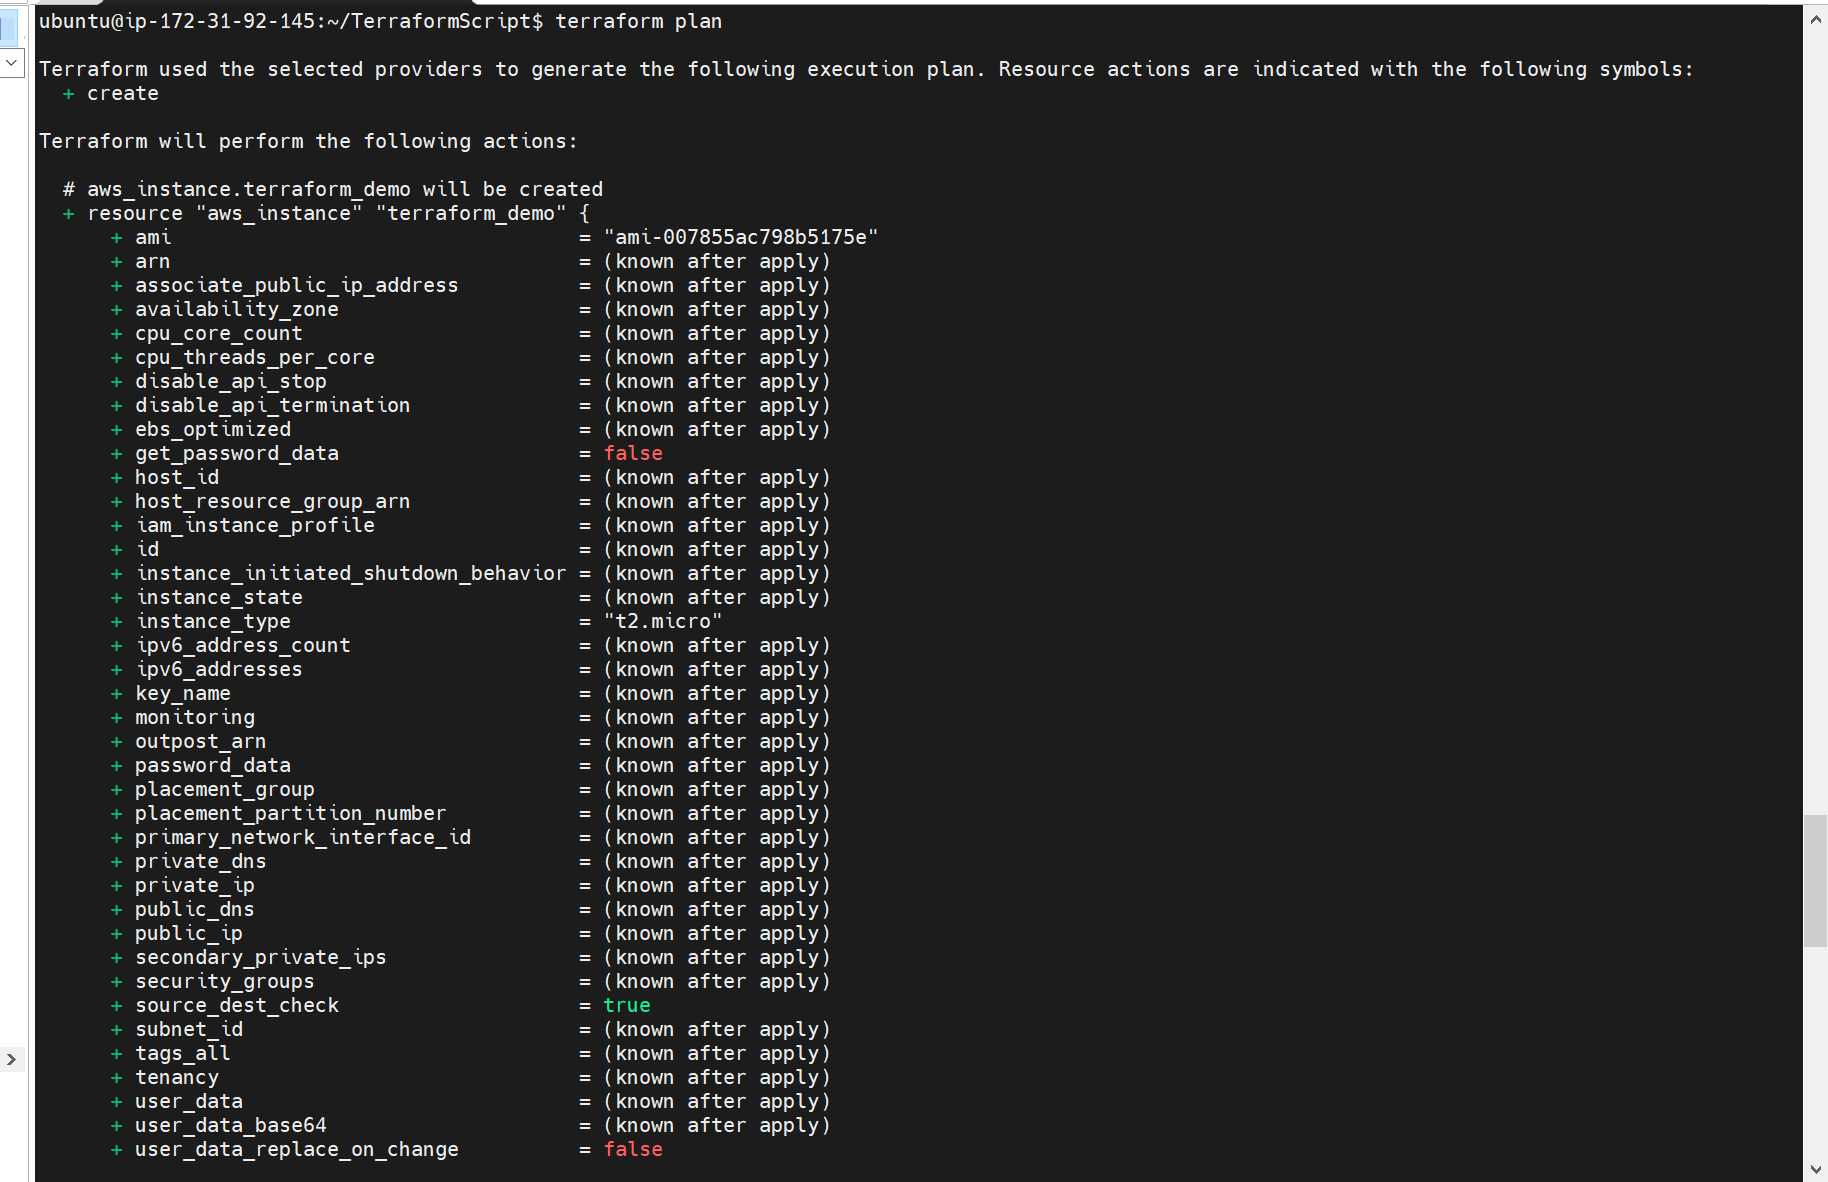 ubuntu@ip-172-31-92-145:~/TerraformScript$ terraform plan
Terraform used the selected providers to generate the following execution plan. Resource actions are indicated with the following symbols:
+ create
Terraform will perform the following actions:
# aws_instance.terraform_demo will be created
+ resource "aws_instance" "terraform_demo" {
+ ami = "ami-007855ac798b5175e"
+ arn = (known after apply)
+ associate_public_ip_address = (known after apply)
+ availability_zone = (known after apply)
+ cpu_core_count = (known after apply)
+ cpu_threads_per_core = (known after apply)
+ disable_api_stop = (known after apply)
+ disable_api_termination = (known after apply)
+ ebs_optimized = (known after apply)
+ get_password_data = false
+ host_id = (known after apply)
+ host_resource_group_arn = (known after apply)
+ iam_instance_profile = (known after apply)
+ id = (known after apply)
+ instance_initiated_shutdown_behavior = (known after apply)
+ instance_state = (known after apply)
+ instance_type = "t2.micro"
+ ipv6_address_count = (known after apply)
+ ipv6_addresses = (known after apply)
+ key_name = (known after apply)
+ monitoring = (known after apply)
+ outpost_arn = (known after apply)
+ password_data = (known after apply)
+ placement_group = (known after apply)
+ placement_partition_number = (known after apply)
+ primary_network_interface_id = (known after apply)
+ private_dns = (known after apply)
+ private_ip = (known after apply)
+ public_dns = (known after apply)
+ public_ip = (known after apply)
+ secondary_private_ips = (known after apply)
+ security_groups = (known after apply)
+ source_dest_check = true
+ subnet_id = (known after apply)
+ tags_all = (known after apply)
+ tenancy = (known after apply)
+ user_data = (known after apply)
+ user_data_base64 = (known after apply)
+ user_data_replace_on_change = false